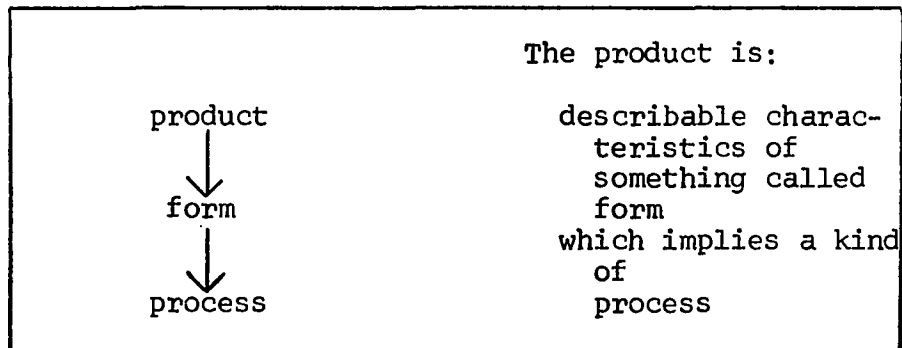 The product is:
product
form
process
describable charac-
teristics of
something called
form
which implies a kind
of
process